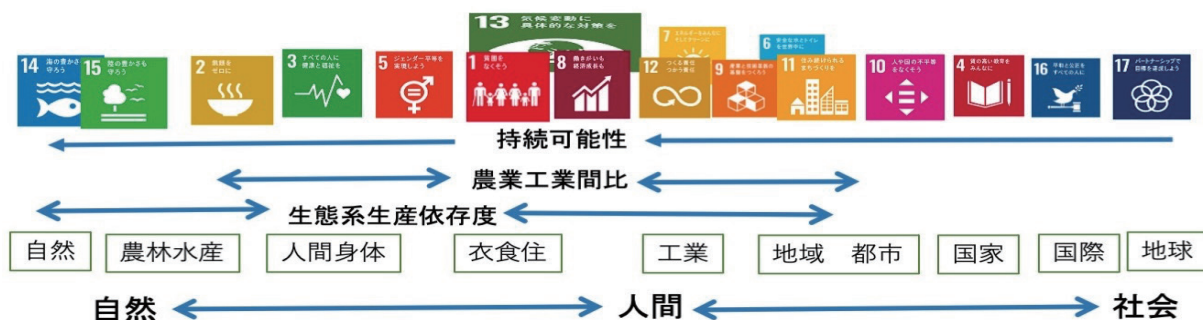 13 気候変動に
具体的な対策を
14 海の豊かさを
守ろう
15 陸の豊かさも
守ろう
2 飢餓を
ゼロに
3 すべての人に
健康と福祉を
5 ジェンダー平等を
実現しよう
1 貧困を
なくそう
8 働きがいも
経済成長も
7 エネルギーをみんなに
そしてクリーンに
12 つくる責任
つかう責任
9 産業と技術革新の
基盤をつくろう
6 安全な水とトイレ
を世界中に
11 住み続けられる
まちづくりを
10 人や国の不平等
をなくそう
4 質の高い教育を
みんなに
16 平和と公正を
すべての人に
17 パートナーシップで
目標を達成しよう
持続可能性
農業工業間比
生態系生産依存度
自然 農林水産 人間身体 衣食住 工業 地域 都市 国家 国際 地球
自然 人間 社会